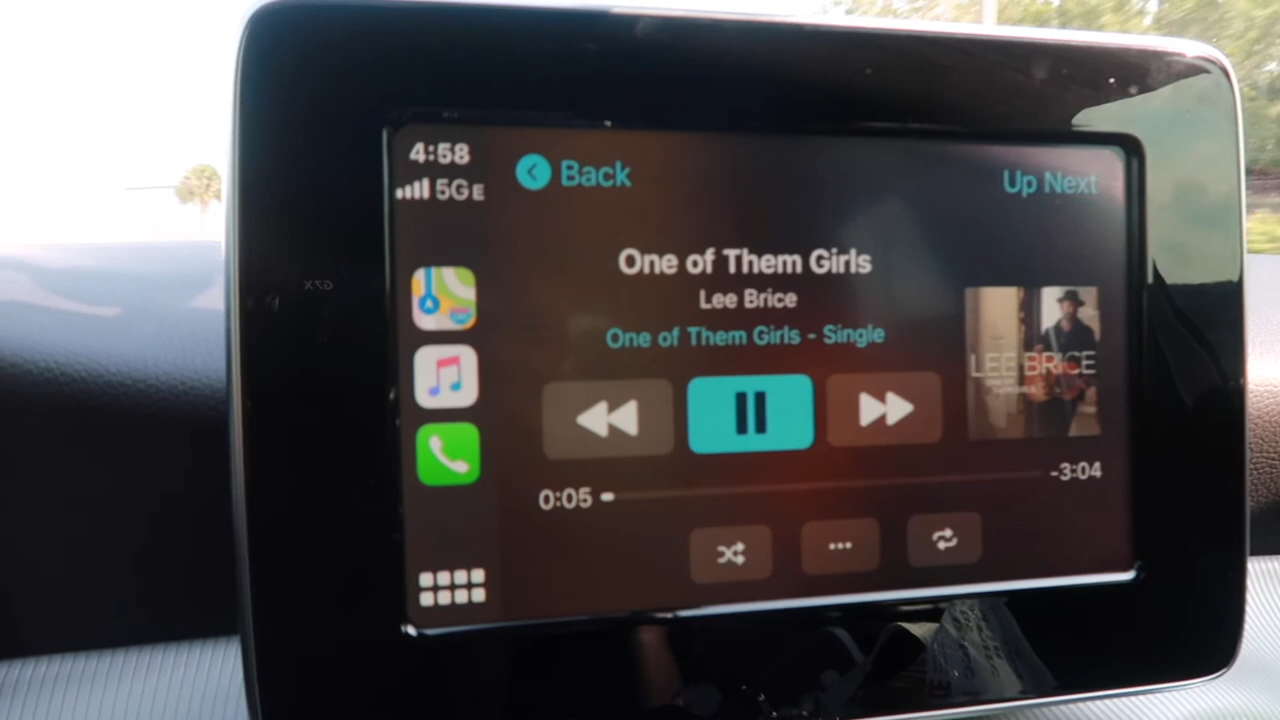 4:58
5GE
Back
Up Next
One of Them Girls
Lee Brice
One of Them Girls - Single
LEE BRICE
0:05
-3:04
G7X